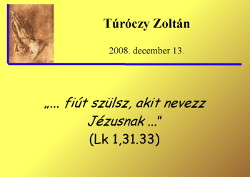 Túróczy Zoltán
2008. december 13.
„... fiút szülsz, akit nevezz
Jézusnak ..."
(Lk 1,31.33)